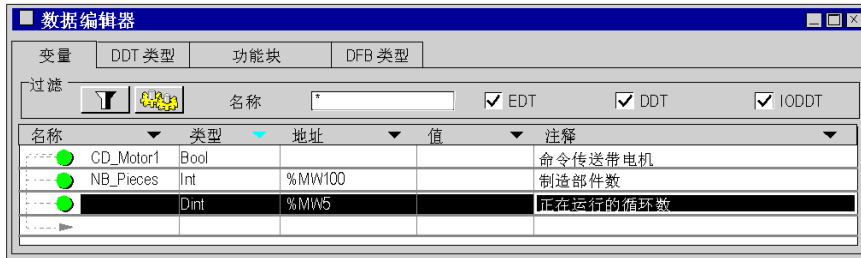 数据编辑器
变量 DDT 类型 功能块 DFB 类型
过滤
名称 * EDT DDT IODDT
名称 类型 地址 值 注释
CD_Motor1 Bool 命令传送带电机
NB_Pieces Int %MW100 制造部件数
Dint %MW5 正在运行的循环数